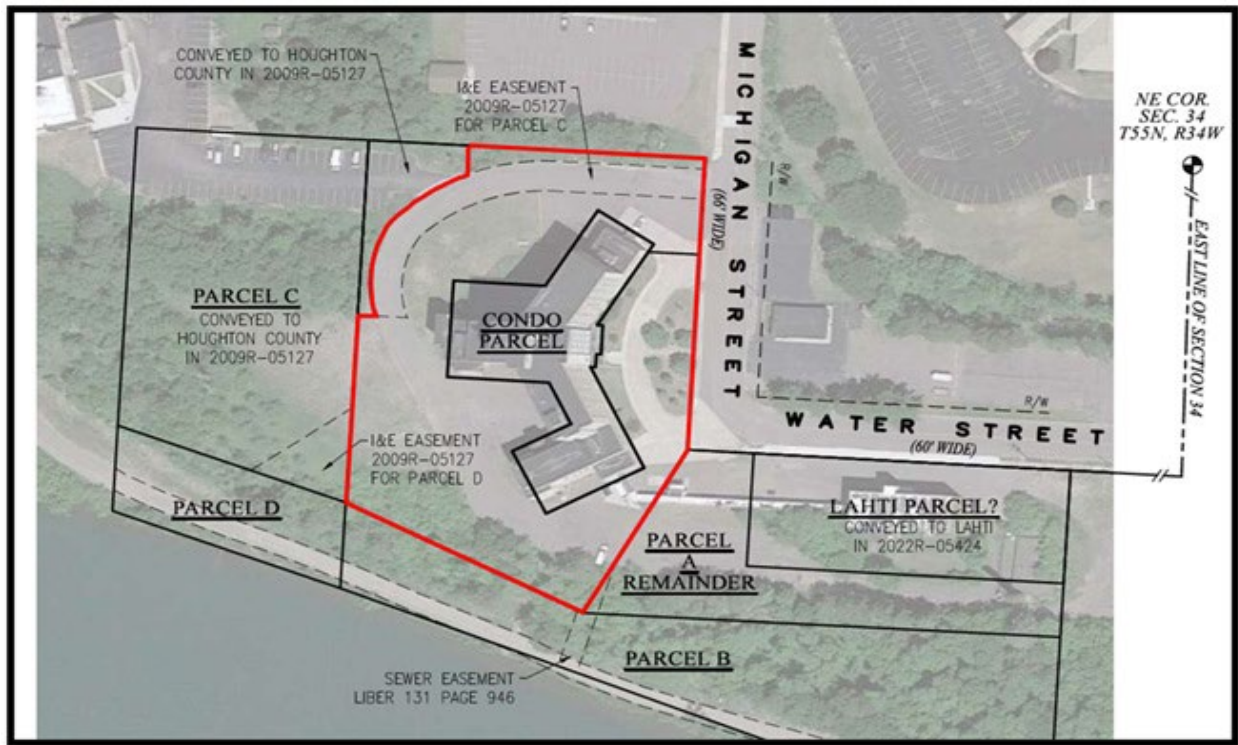 CONVEYED TO HOUGHTON
COUNTY IN 2009R-05127
I&E EASEMENT
2009R-05127
FOR PARCEL C
MICHIGAN STREET
(66' WIDE)
R/W
NE COR.
SEC. 34
T55N, R34W
EAST LINE OF SECTION 34
PARCEL C
CONVEYED TO
HOUGHTON COUNTY
IN 2009R-05127
CONDO
PARCEL
R/W
WATER STREET
(60' WIDE)
I&E EASEMENT
2009R-05127
FOR PARCEL D
PARCEL D
LAHTI PARCEL?
CONVEYED TO LAHTI
IN 2022R-05424
PARCEL
A
REMAINDER
PARCEL B
SEWER EASEMENT
LIBER 131 PAGE 946